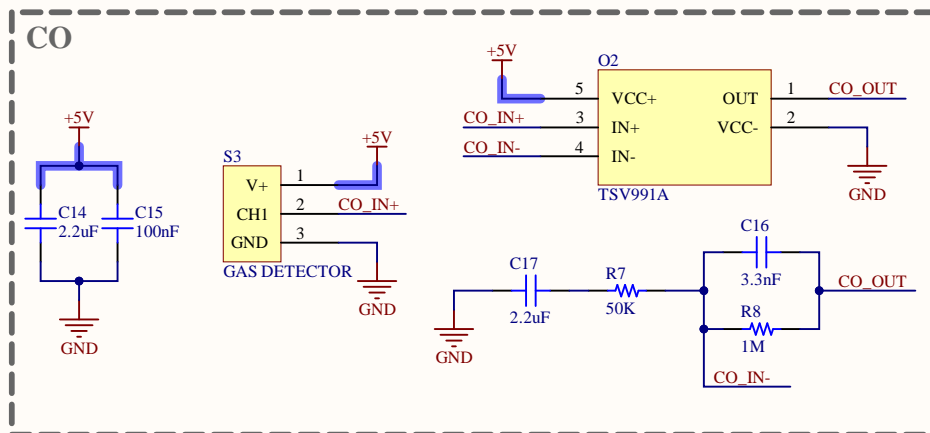 CO
+5V
C14
2.2uF
C15
100nF
GND
S3
+5V
V+
1
CH1
2
CO_IN+
GND
3
GAS DETECTOR
GND
+5V
O2
5
VCC+
OUT
1
CO_OUT
CO_IN+
3
IN+
VCC-
2
CO_IN-
4
IN-
TSV991A
GND
C17
2.2uF
R7
50K
C16
3.3nF
CO_OUT
R8
1M
CO_IN-
GND